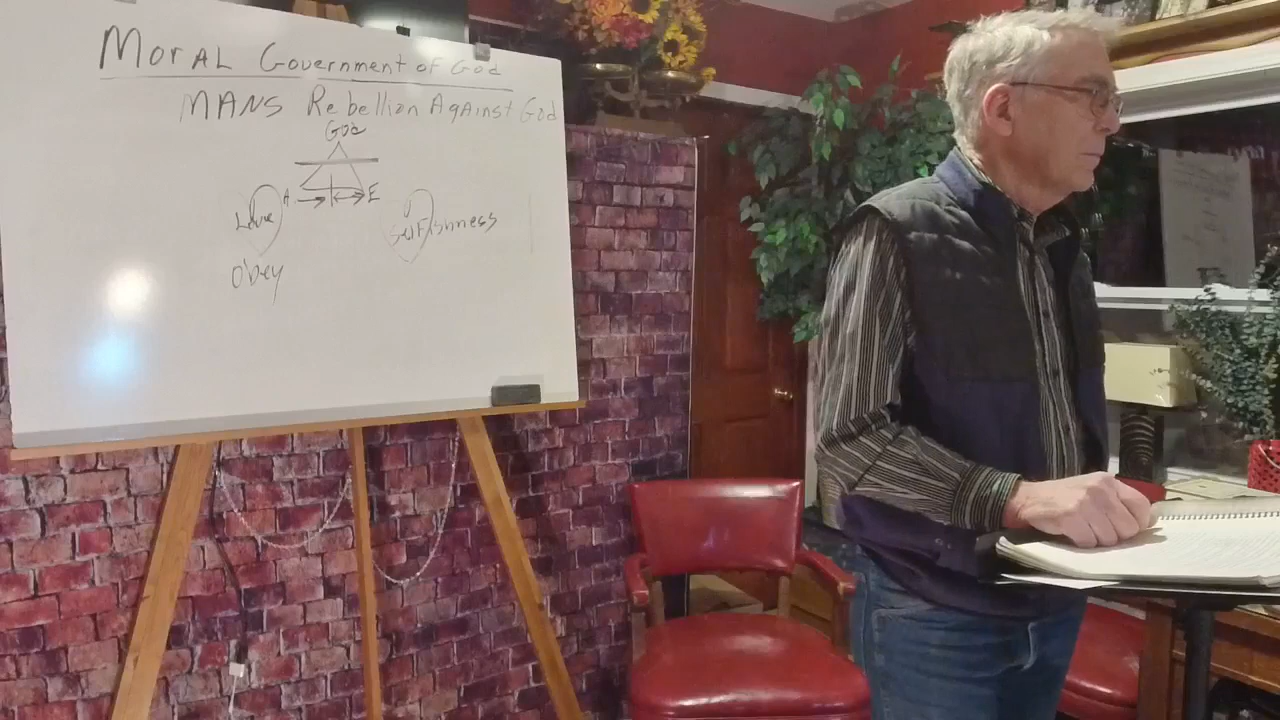 Moral Government of God
MANS Rebellion Against God
God
A E
Love Selfishness
Obey